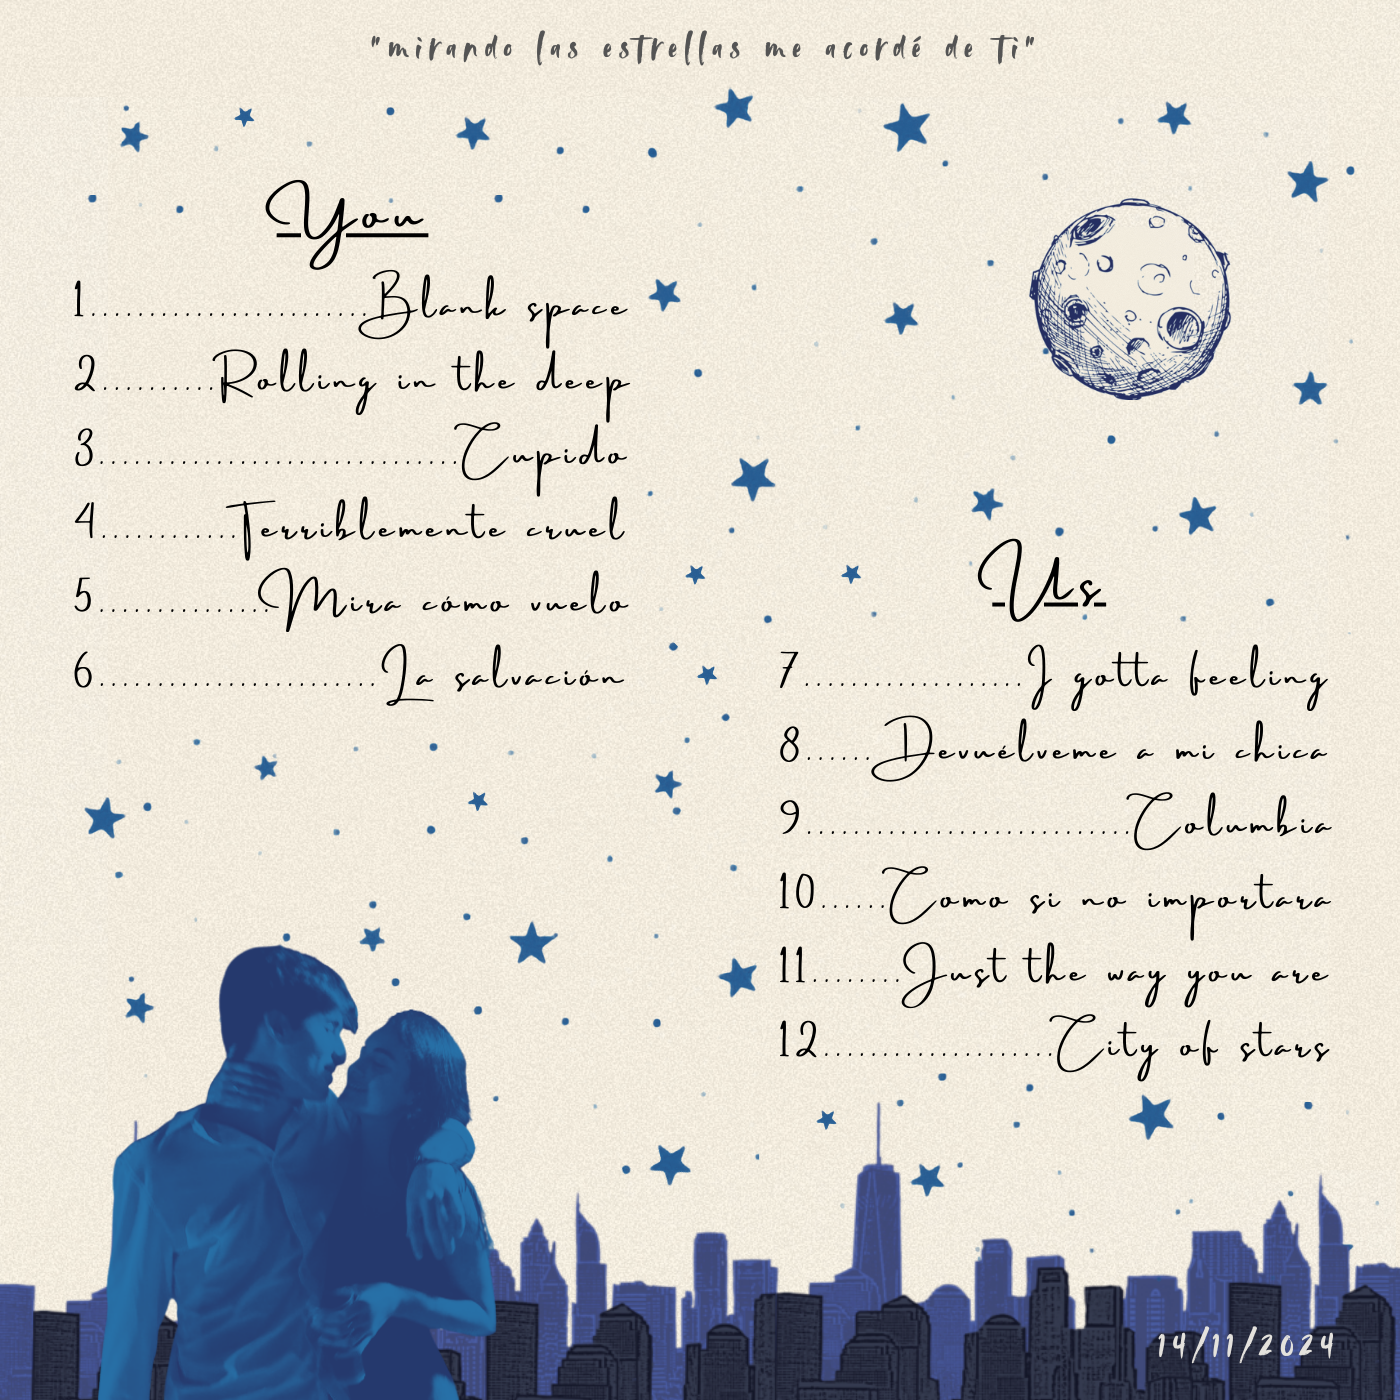 "mirando las estrellas me acordé de ti"
You
1.......................Blank space
2..........Rolling in the deep
3..............................Cupido
4............Terriblemente cruel
5...............Mira cómo vuelo
6.......................La salvación
Us
7...................I gotta feeling
8......Devuélveme a mi chica
9............................Columbia
10......Como si no importara
11........Just the way you are
12....................City of stars
14/11/2024